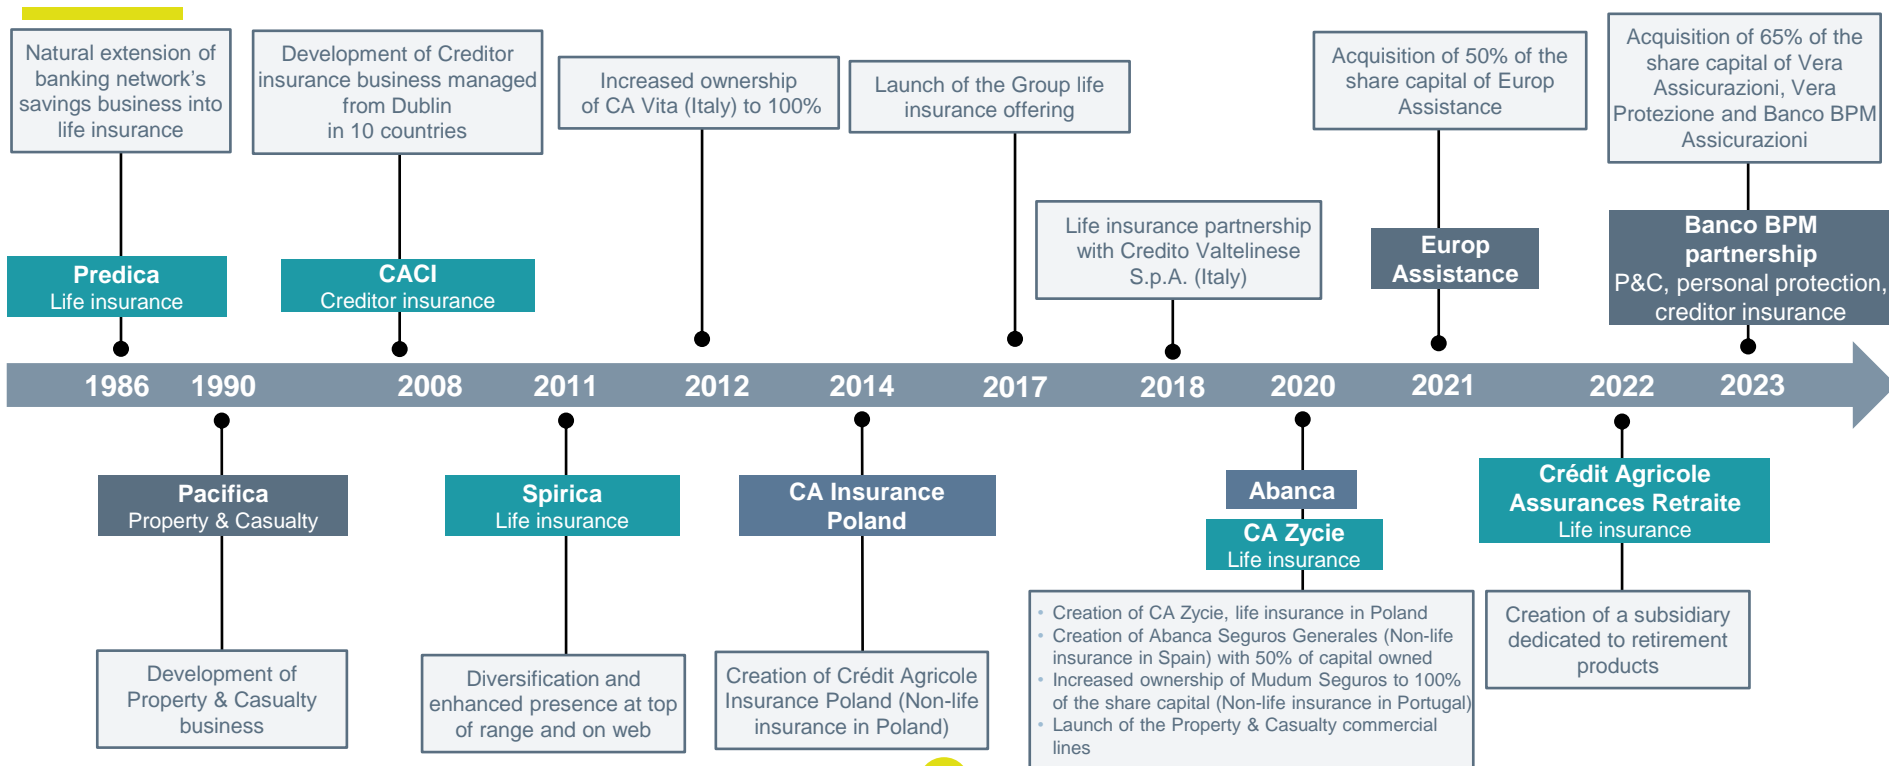 Natural extension of
banking network's
savings business into
life insurance
Development of Creditor
insurance business managed
from Dublin
in 10 countries
Increased ownership
of CA Vita (Italy) to 100%
Launch of the Group life
insurance offering
Acquisition of 50% of the
share capital of Europ
Assistance
Acquisition of 65% of the
share capital of Vera
Assicurazioni, Vera
Protezione and Banco BPM
Assicurazioni
Life insurance partnership
with Credito Valtelinese
S.p.A. (Italy)
Predica
Life insurance
CACI
Creditor insurance
Europ
Assistance
Banco BPM
partnership
P&C, personal protection,
creditor insurance
1986 1990 2008 2011 2012 2014 2017 2018 2020 2021 2022 2023
Pacifica
Property & Casualty
Spirica
Life insurance
CA Insurance
Poland
Abanca
CA Zycie
Life insurance
Crédit Agricole
Assurances Retraite
Life insurance
Development of
Property & Casualty
business
Diversification and
enhanced presence at top
of range and on web
Creation of Crédit Agricole
Insurance Poland (Non-life
insurance in Poland)
• Creation of CA Zycie, life insurance in Poland
• Creation of Abanca Seguros Generales (Non-life
insurance in Spain) with 50% of capital owned
• Increased ownership of Mudum Seguros to 100%
of the share capital (Non-life insurance in Portugal)
• Launch of the Property & Casualty commercial
lines
Creation of a subsidiary
dedicated to retirement
products